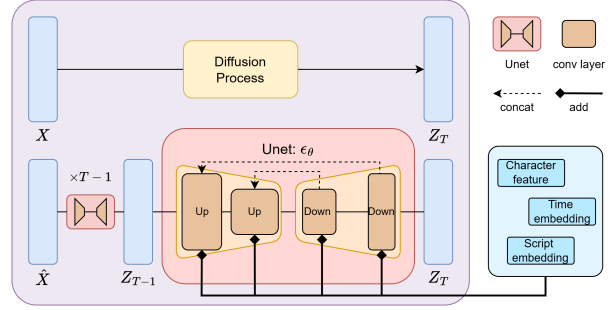 Diffusion
Process
X
Z_T
Unet
conv layer
concat
add
Unet: ϵ_θ
×T − 1
Up
Up
Down
Down
X̂
Z_{T−1}
Z_T
Character
feature
Time
embedding
Script
embedding